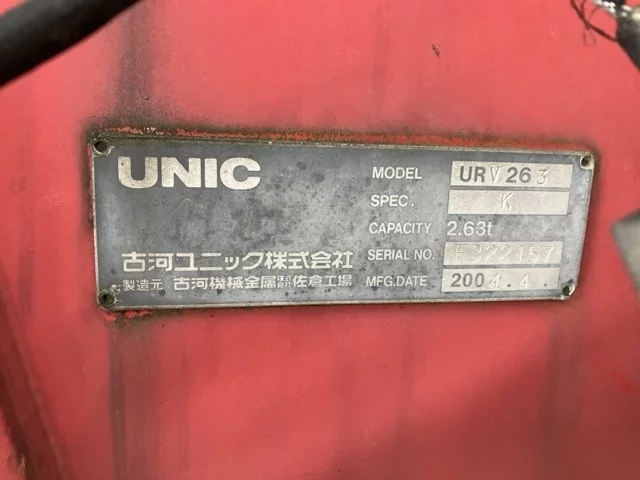 UNIC
MODEL URV263
SPEC. K
CAPACITY 2.63t
古河ユニック株式会社
SERIAL NO. E322157
製造元 古河機械金属株式会社佐倉工場
MFG.DATE 2004.4.